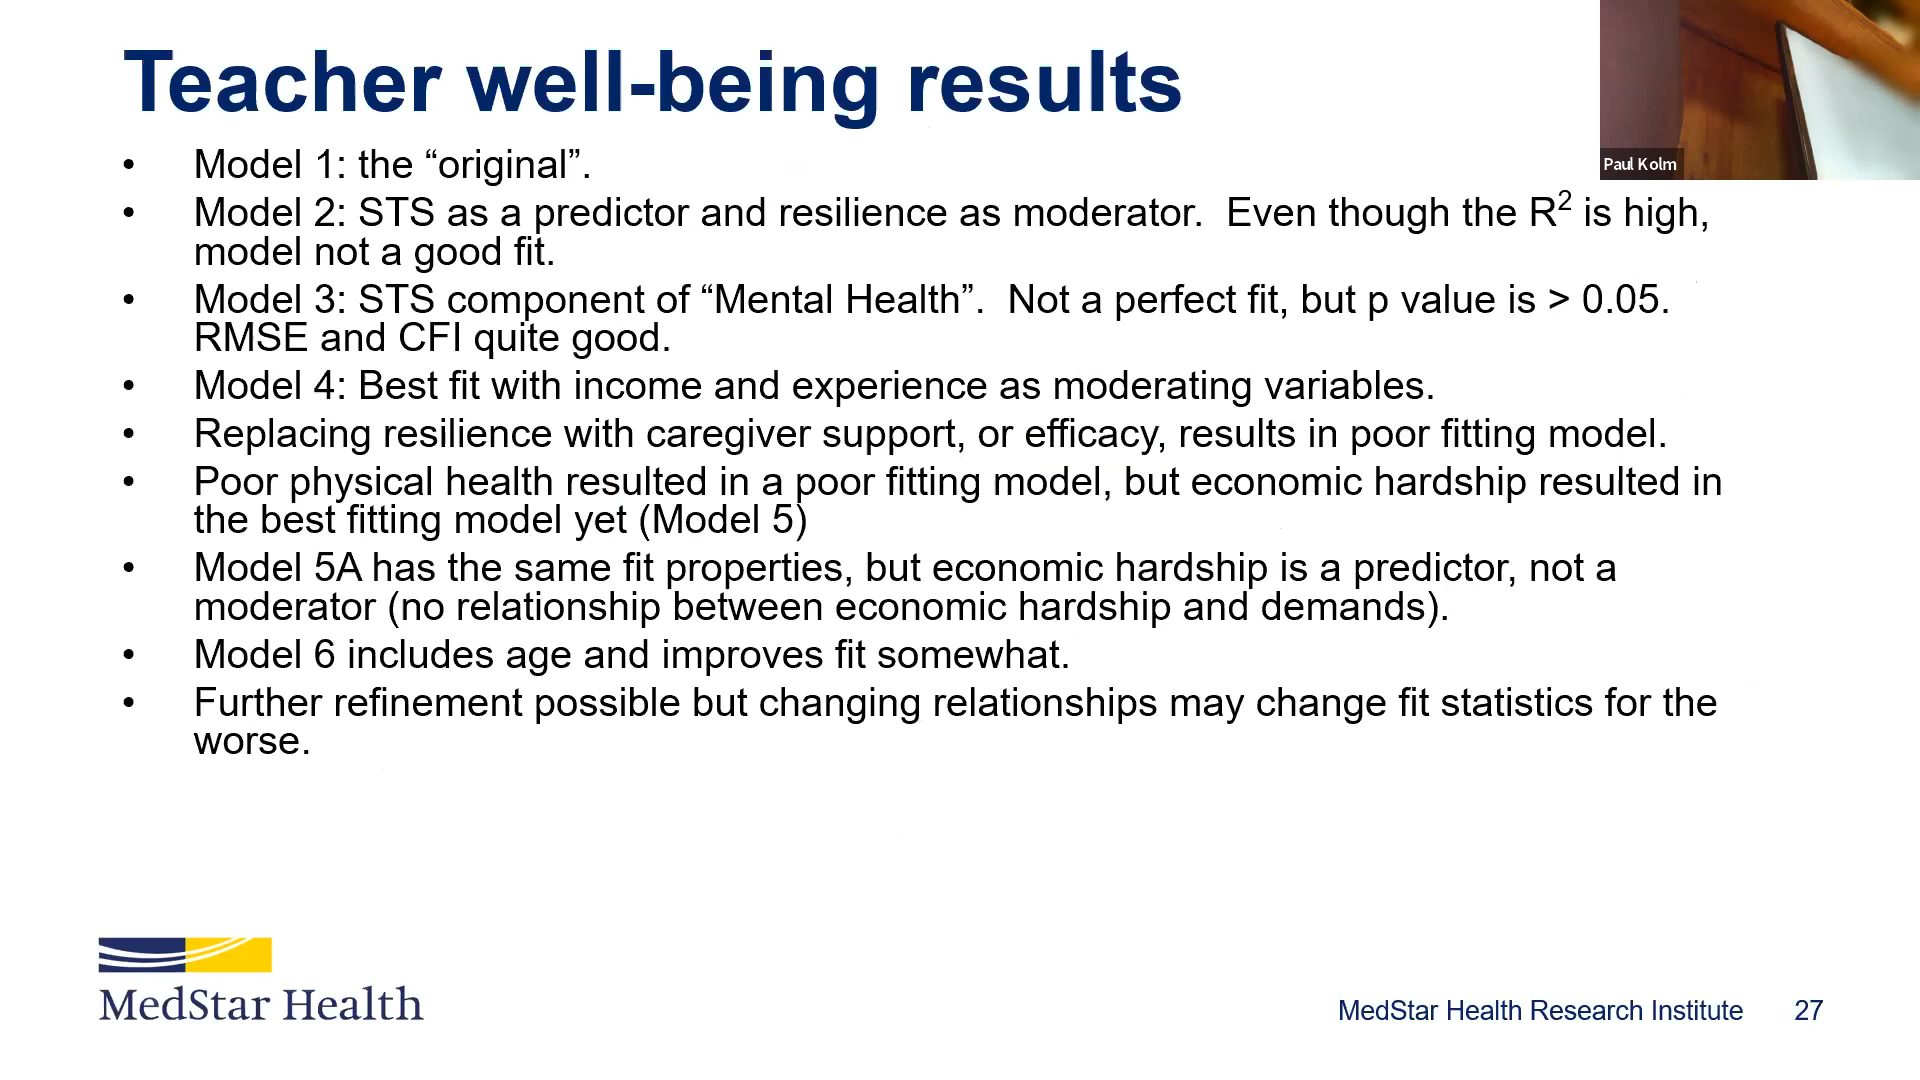 Teacher well-being results
Paul Kolm
• Model 1: the “original”.
• Model 2: STS as a predictor and resilience as moderator.  Even though the R² is high,
model not a good fit.
• Model 3: STS component of “Mental Health”.  Not a perfect fit, but p value is > 0.05.
RMSE and CFI quite good.
• Model 4: Best fit with income and experience as moderating variables.
• Replacing resilience with caregiver support, or efficacy, results in poor fitting model.
• Poor physical health resulted in a poor fitting model, but economic hardship resulted in
the best fitting model yet (Model 5)
• Model 5A has the same fit properties, but economic hardship is a predictor, not a
moderator (no relationship between economic hardship and demands).
• Model 6 includes age and improves fit somewhat.
• Further refinement possible but changing relationships may change fit statistics for the
worse.
MedStar Health
MedStar Health Research Institute 27